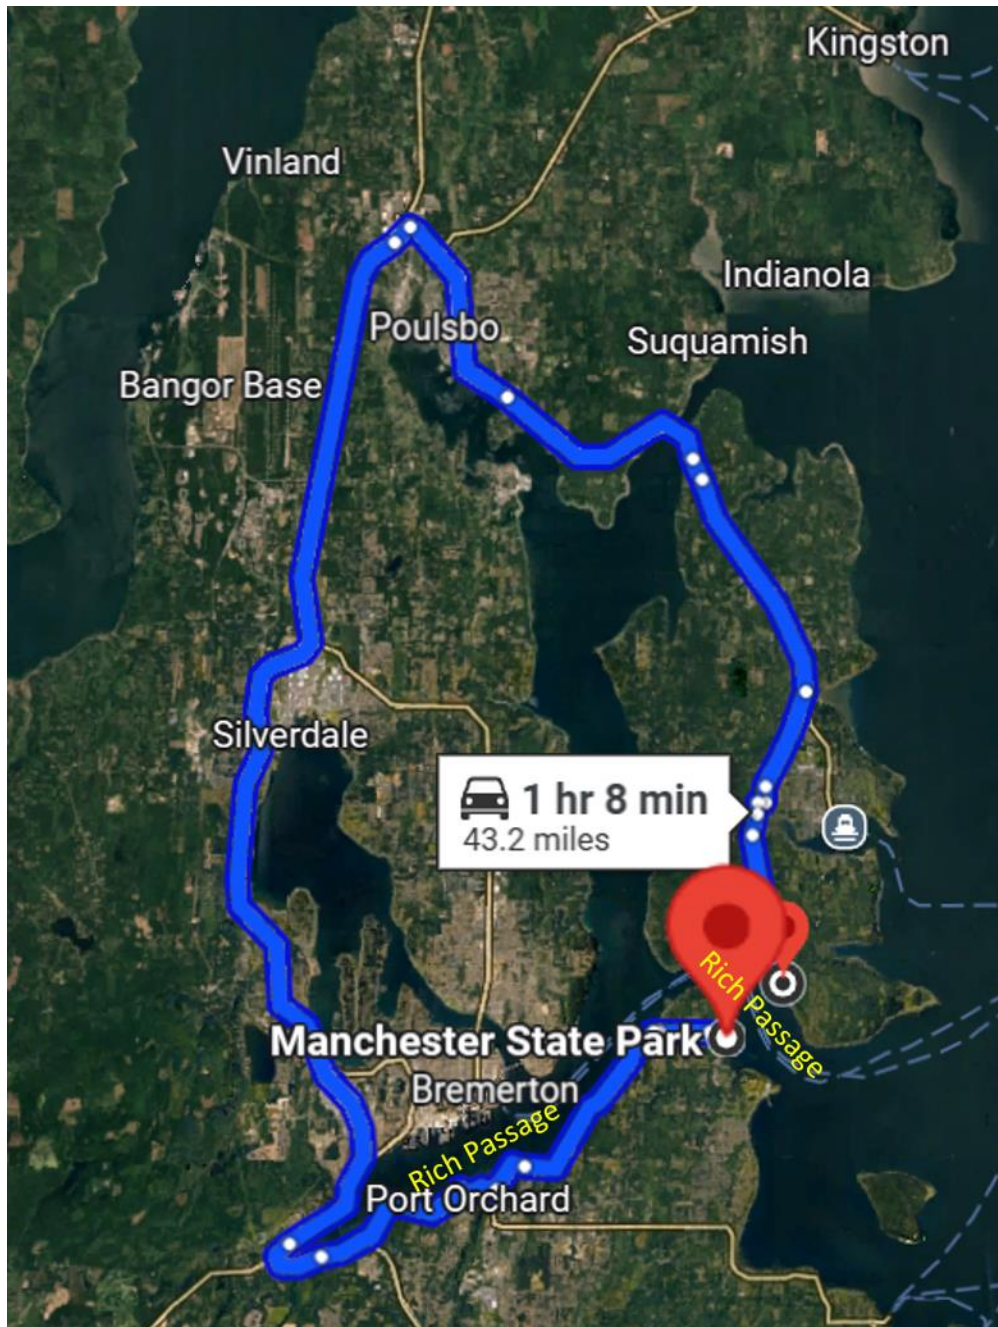 Kingston
Vinland
Indianola
Poulsbo
Suquamish
Bangor Base
Silverdale
1 hr 8 min
43.2 miles
Rich Passage
Manchester State Park
Bremerton
Rich Passage
Port Orchard